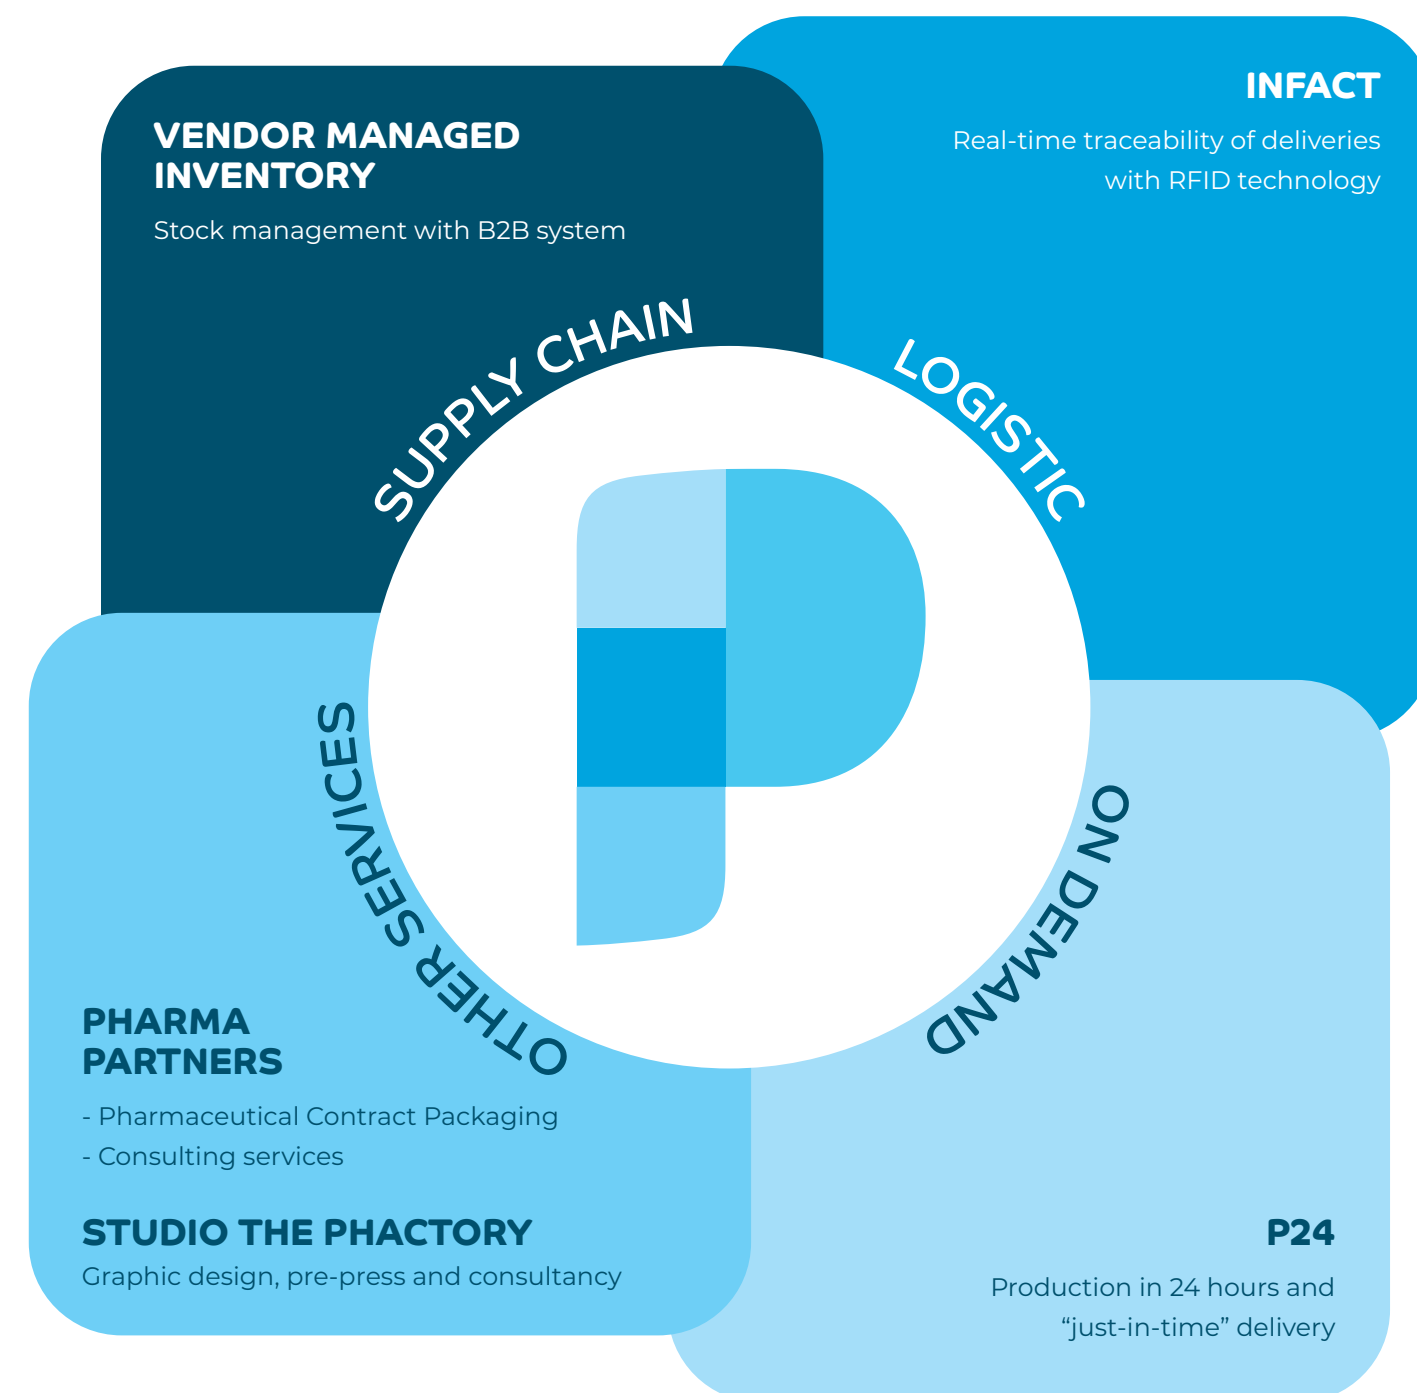 VENDOR MANAGED
INVENTORY
Stock management with B2B system
SUPPLY CHAIN
INFACT
Real-time traceability of deliveries
with RFID technology
LOGISTIC
OTHER SERVICES
PHARMA
PARTNERS
- Pharmaceutical Contract Packaging
- Consulting services
STUDIO THE PHACTORY
Graphic design, pre-press and consultancy
ON DEMAND
P24
Production in 24 hours and
“just-in-time” delivery